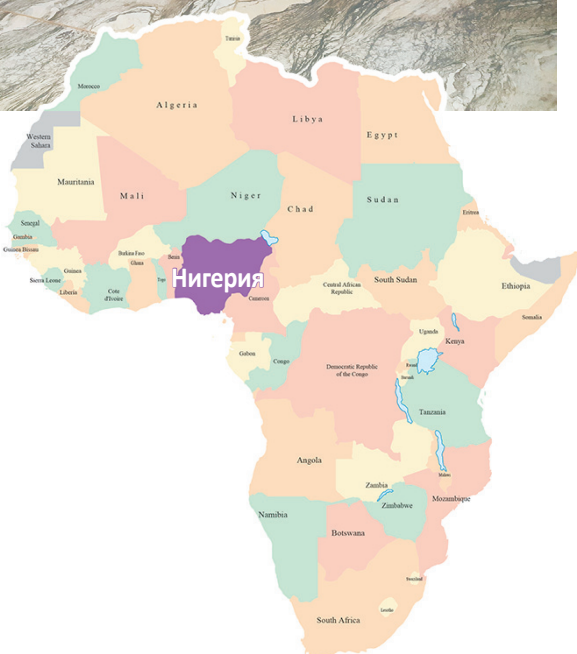 Tunisia
Morocco
Algeria
Libya
Egypt
Western
Sahara
Mauritania
Mali
Niger
Chad
Sudan
Eritrea
Senegal
Gambia
Guinea Bissau
Guinea
Sierra Leone
Liberia
Cote
d'Ivoire
Burkina Faso
Ghana
Togo
Benin
Нигерия
Cameroon
Central African
Republic
South Sudan
Ethiopia
Somalia
Uganda
Kenya
Gabon
Congo
Democratic Republic
of the Congo
Rwanda
Burundi
Tanzania
Angola
Zambia
Malawi
Mozambique
Zimbabwe
Namibia
Botswana
Swaziland
Lesotho
South Africa